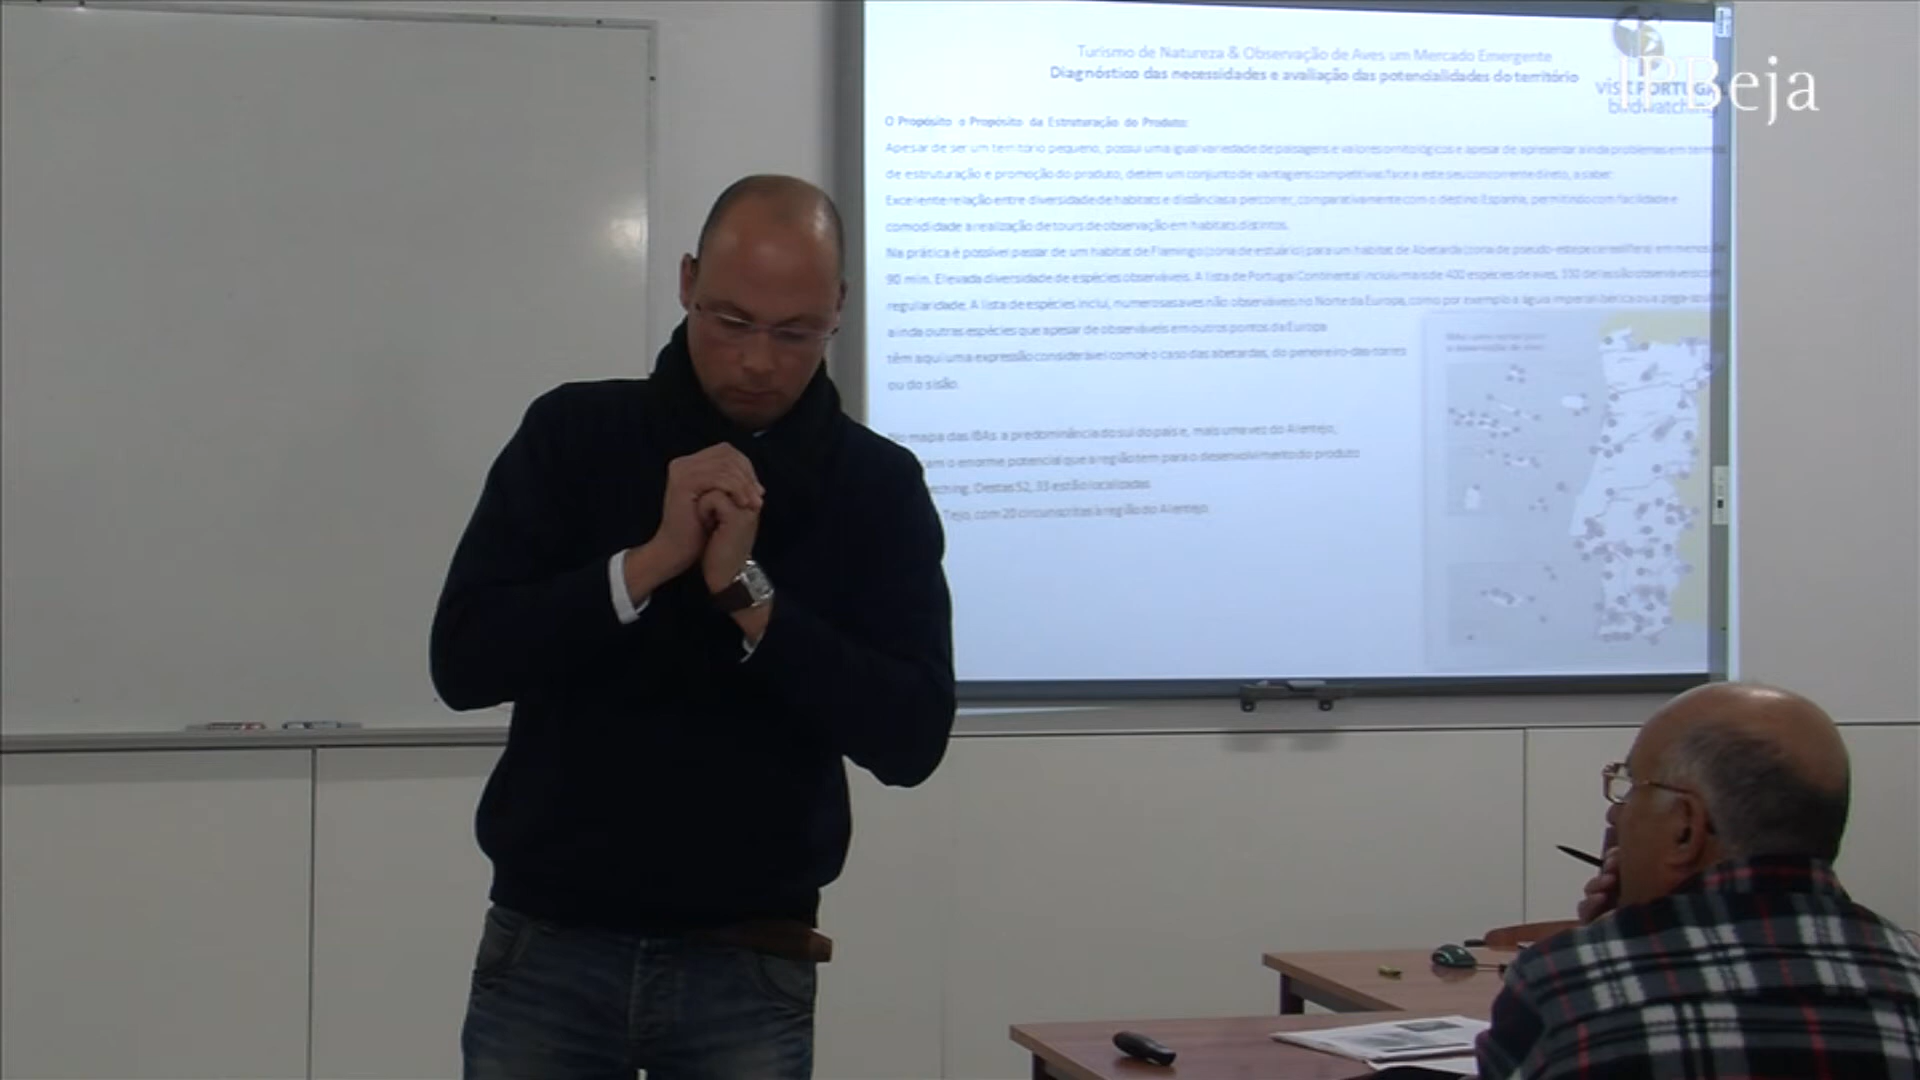 Turismo de Natureza & Observação de Aves um Mercado Emergente
Diagnóstico das necessidades e avaliação das potencialidades do território
IPBeja
VISIT PORTUGAL
birdwatching
O Propósito o Propósito da Estruturação do Produto:
Apesar de ser um território pequeno, possui uma igual variedade de paisagens e valores ornitológicos e apesar de apresentar ainda problemas em termos
de estruturação e promoção do produto, detém um conjunto de vantagens competitivas face a este seu concorrente direto, a saber:
Excelente relação entre diversidade de habitats e distâncias a percorrer, comparativamente com o destino Espanha, permitindo com facilidade e
comodidade a realização de tours de observação em habitats distintos.
Na prática é possível passar de um habitat de Flamingo (zona de estuário) para um habitat de Abetarda (zona de pseudo-estepe cerealífera) em menos
90 min. Elevada diversidade de espécies observáveis. A lista de Portugal Continental inclui mais de 400 espécies de aves, 330 delas são observáveis com
regularidade. A lista de espécies inclui, numerosas aves não observáveis no Norte da Europa, como por exemplo a águia imperial ibérica ou a pega-azul
ainda outras espécies que apesar de observáveis em outros pontos da Europa
têm aqui uma expressão considerável como é o caso das abetardas, do peneireiro-das-torres
ou do sisão.
No mapa das IBAs a predominância do sul do país e, mais uma vez do Alentejo,
o enorme potencial que a região tem para o desenvolvimento do produto
Destas 52, 33 estão localizadas
Tejo, com 20 circunscritas à região do Alentejo.